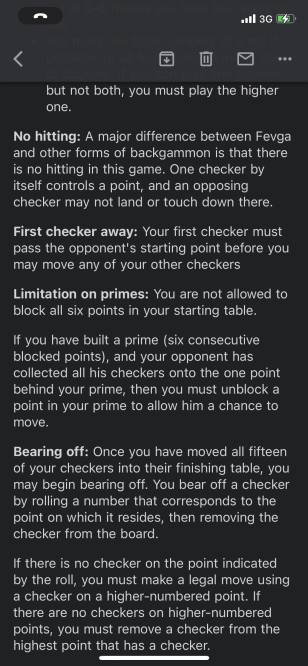 3G
but not both, you must play the higher
one.
No hitting: A major difference between Fevga
and other forms of backgammon is that there
is no hitting in this game. One checker by
itself controls a point, and an opposing
checker may not land or touch down there.
First checker away: Your first checker must
pass the opponent's starting point before you
may move any of your other checkers
Limitation on primes: You are not allowed to
block all six points in your starting table.
If you have built a prime (six consecutive
blocked points), and your opponent has
collected all his checkers onto the one point
behind your prime, then you must unblock a
point in your prime to allow him a chance to
move.
Bearing off: Once you have moved all fifteen
of your checkers into their finishing table, you
may begin bearing off. You bear off a checker
by rolling a number that corresponds to the
point on which it resides, then removing the
checker from the board.
If there is no checker on the point indicated
by the roll, you must make a legal move using
a checker on a higher-numbered point. If
there are no checkers on higher-numbered
points, you must remove a checker from the
highest point that has a checker.